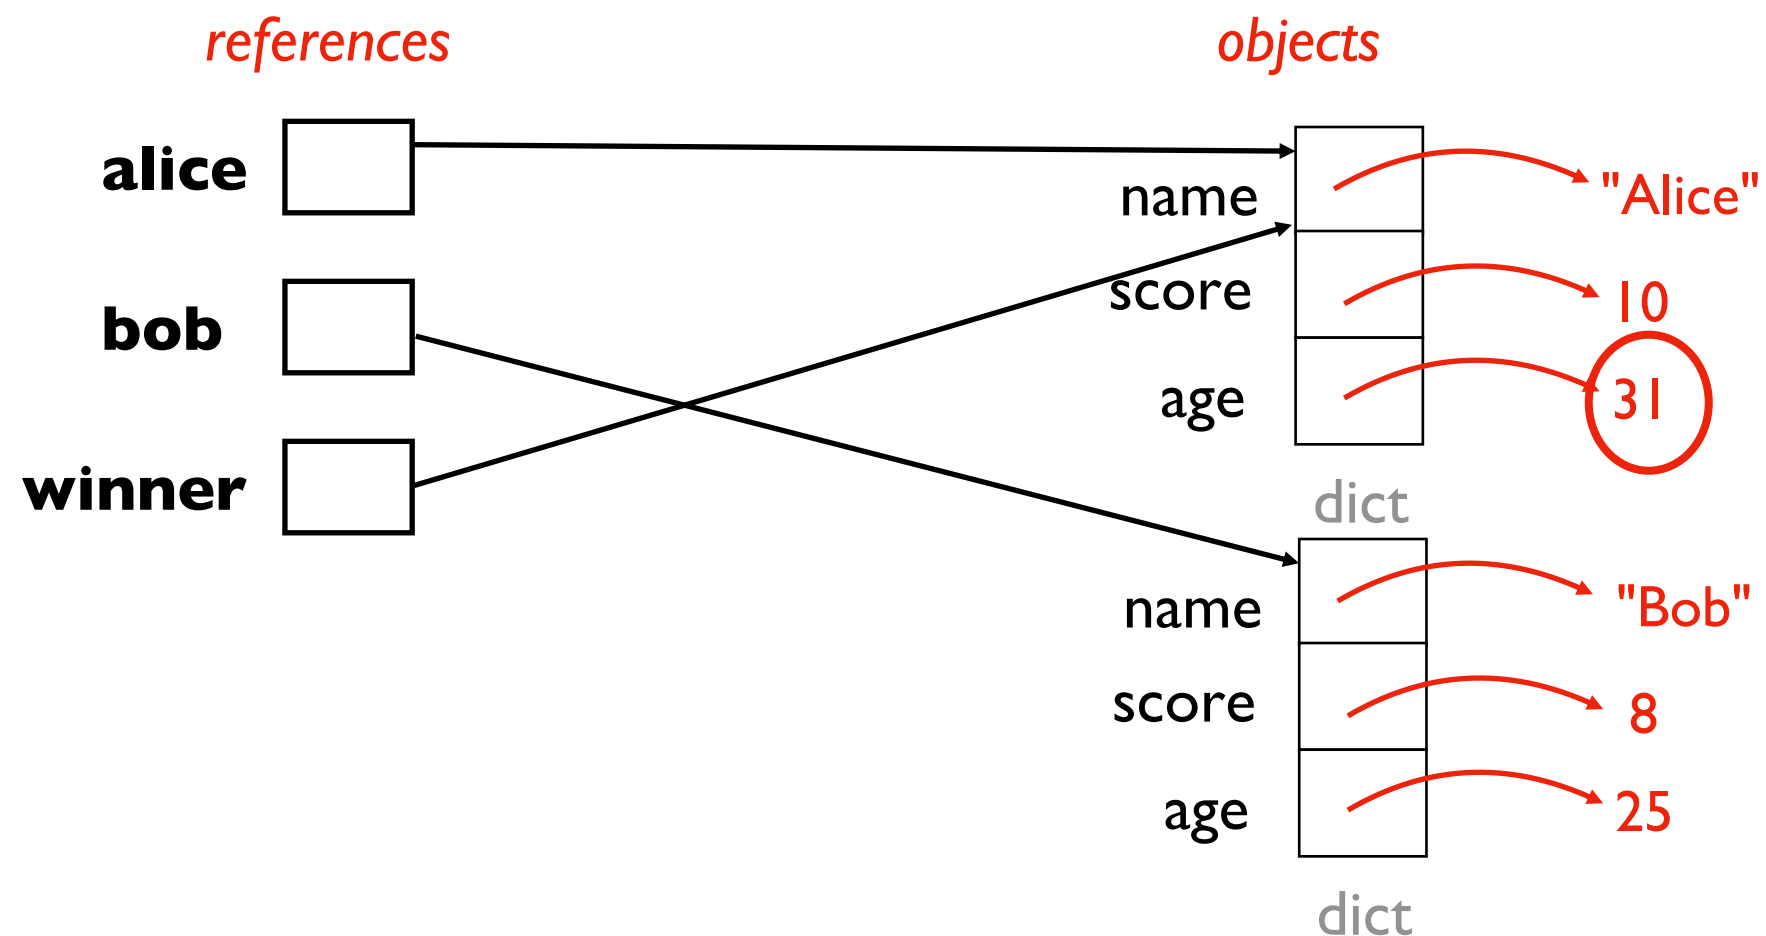 references
objects
alice
name
"Alice"
score
10
bob
age
31
winner
dict
name
"Bob"
score
8
age
25
dict